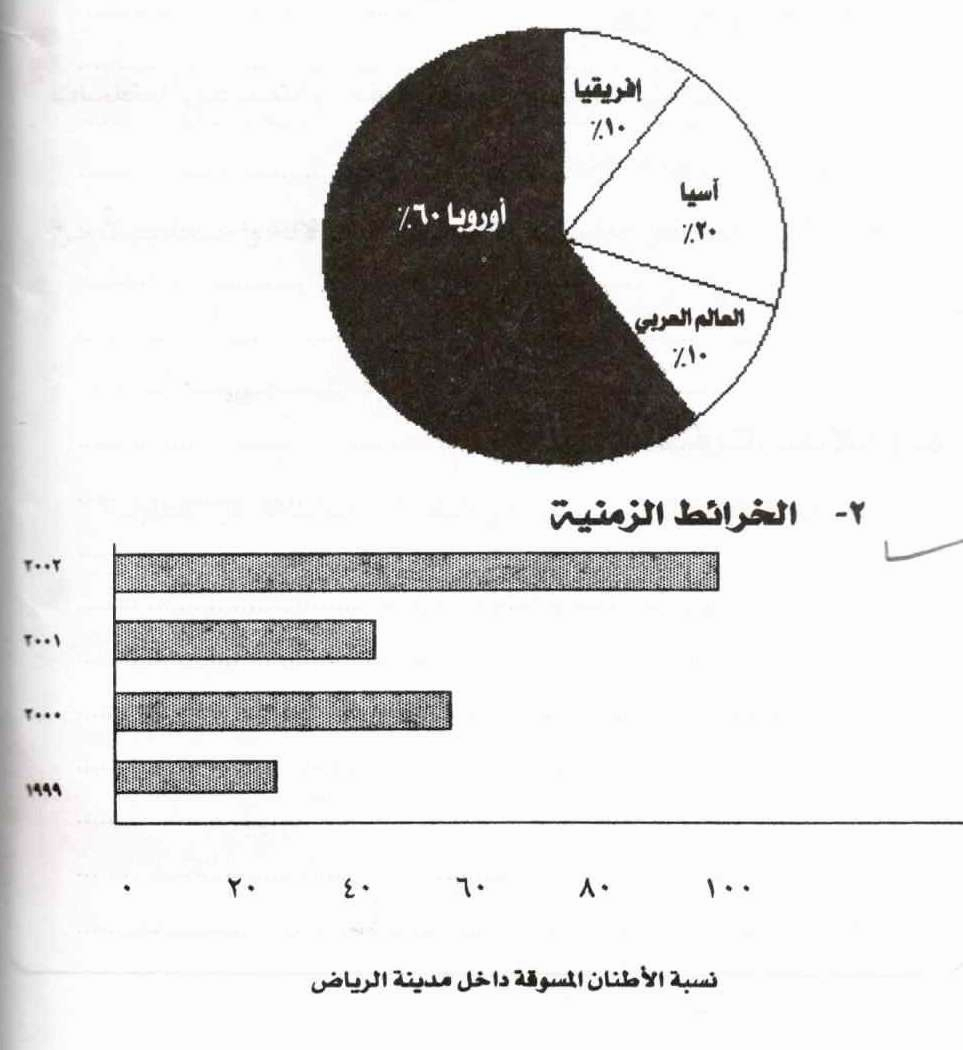 إفريقيا
٪١٠
آسيا
٪٢٠
أوروبا ٦٠٪
العالم العربي
٪١٠
٢- الخرائط الزمنية
٢٠٠٢
٢٠٠١
٢٠٠٠
١٩٩٩
٠ ٢٠ ٤٠ ٦٠ ٨٠ ١٠٠
نسبة الأطنان المسوقة داخل مدينة الرياض